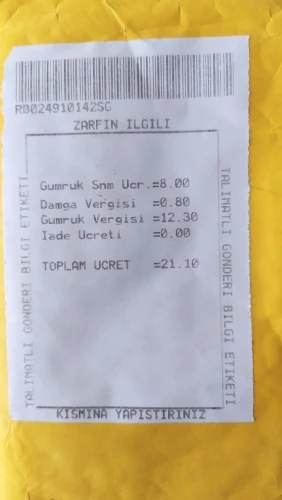 RB024910142SG
ZARFIN ILGILI
TALIMATLI GONDERI BILGI ETIKETI
Gumruk Snm Ucr.=8.00
Damga Vergisi =0.80
Gumruk Vergisi =12.30
Iade Ucreti =0.00
TOPLAM UCRET =21.10
TALIMATLI GONDERI BILGI ETIKETI
KISMINA YAPISTIRINIZ